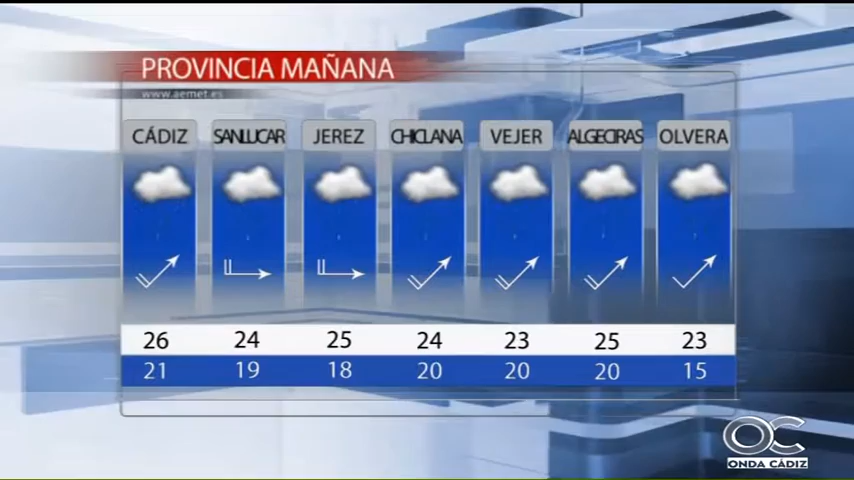 PROVINCIA MAÑANA
www.aemet.es
CÁDIZ SANLUCAR JEREZ CHICLANA VEJER ALGECIRAS OLVERA
26 24 25 24 23 25 23
21 19 18 20 20 20 15
OC
ONDA CÁDIZ